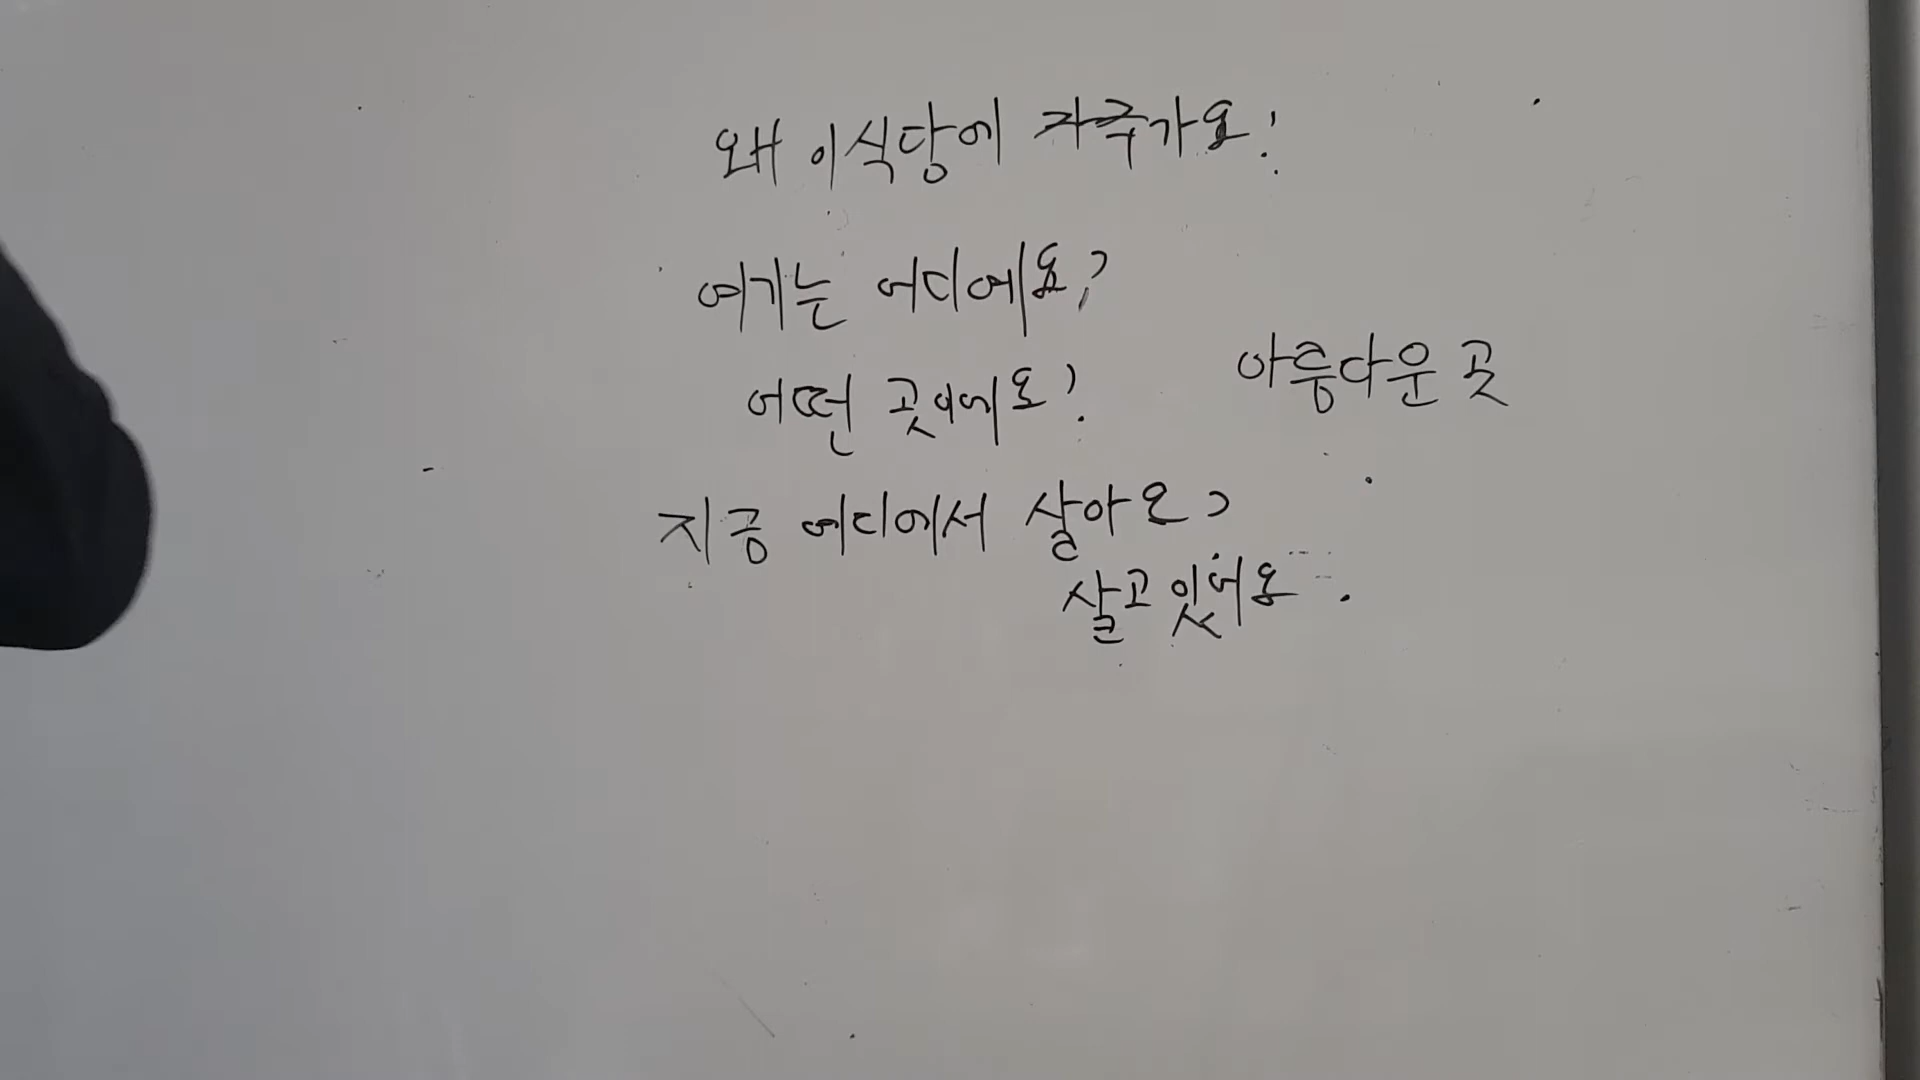 왜 이식당에 자주가요?
여기는 어디에요?
어떤 곳이에요?
아름다운 곳
지금 어디에서 살아요?
살고 있어요.